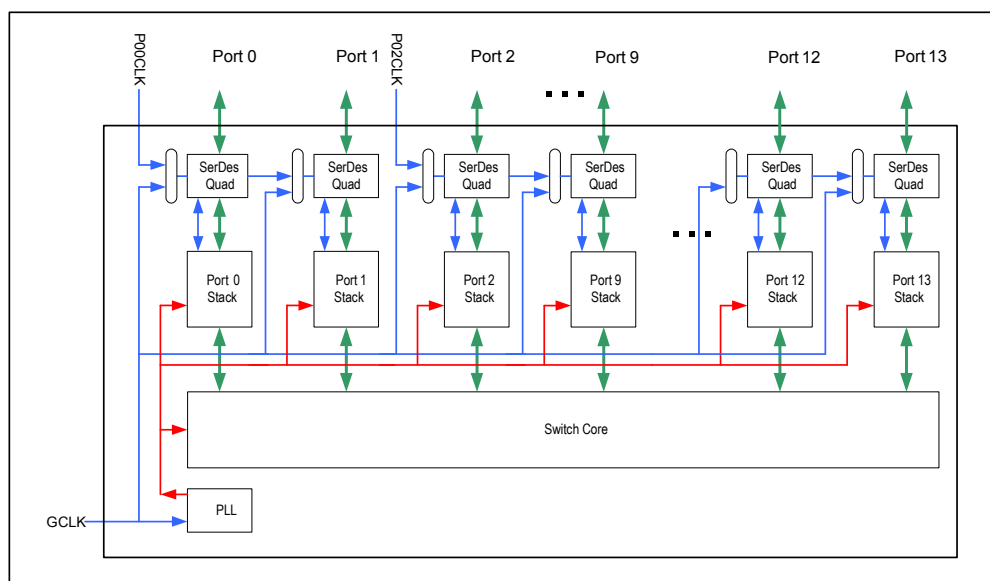 P00CLK
Port 0
Port 1
P02CLK
Port 2
Port 9
Port 12
Port 13
SerDes
Quad
SerDes
Quad
SerDes
Quad
SerDes
Quad
SerDes
Quad
SerDes
Quad
Port 0
Stack
Port 1
Stack
Port 2
Stack
Port 9
Stack
Port 12
Stack
Port 13
Stack
Switch Core
PLL
GCLK